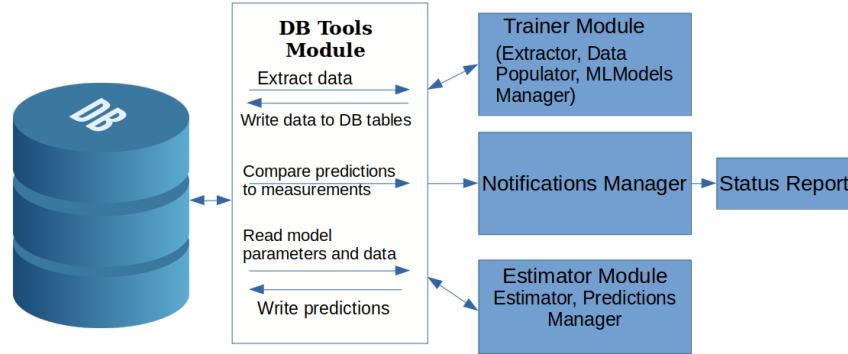 DB
DB Tools
Module
Extract data
Write data to DB tables
Compare predictions
to measurements
Read model
parameters and data
Write predictions
Trainer Module
(Extractor, Data
Populator, MLModels
Manager)
Notifications Manager
Status Report
Estimator Module
Estimator, Predictions
Manager